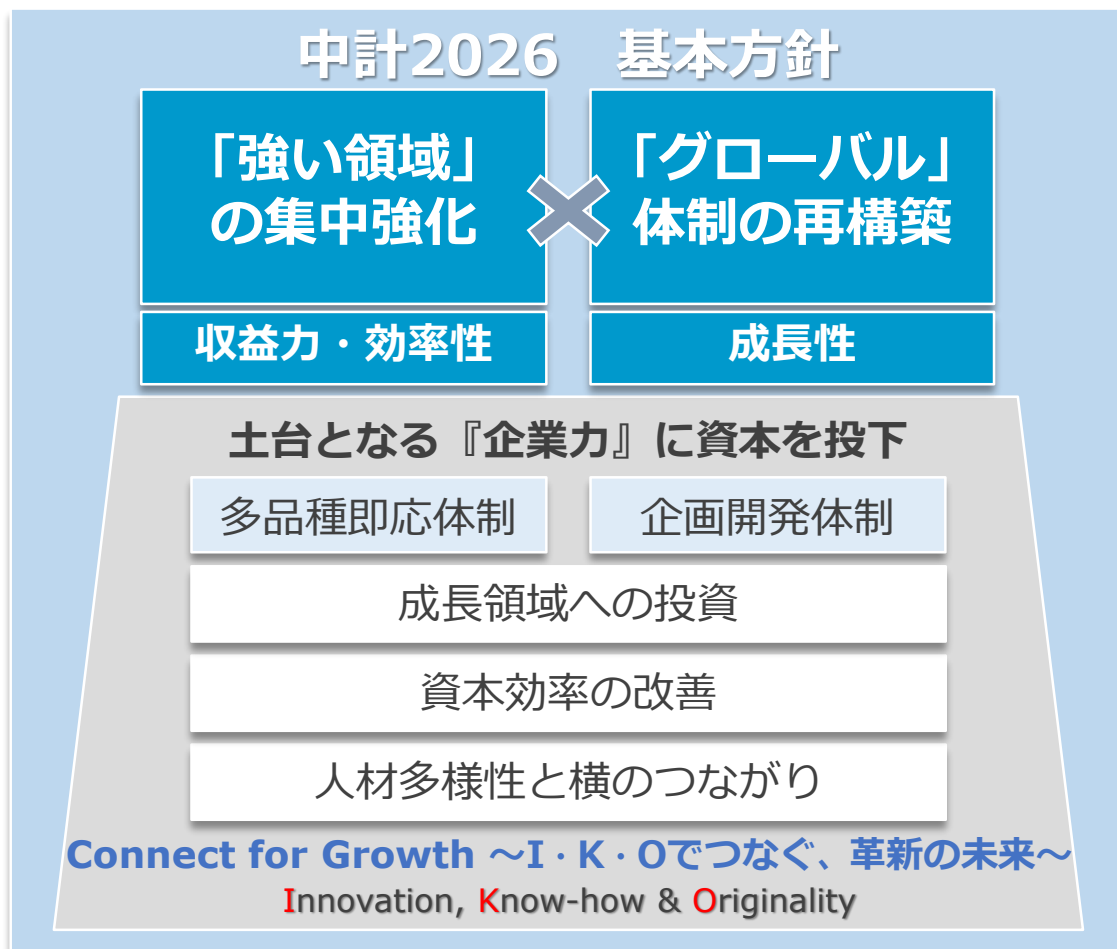 中計2026　基本方針
「強い領域」
の集中強化
「グローバル」
体制の再構築
収益力・効率性
成長性
土台となる『企業力』に資本を投下
多品種即応体制
企画開発体制
成長領域への投資
資本効率の改善
人材多様性と横のつながり
Connect for Growth ～I・K・Oでつなぐ、革新の未来～
Innovation, Know-how & Originality